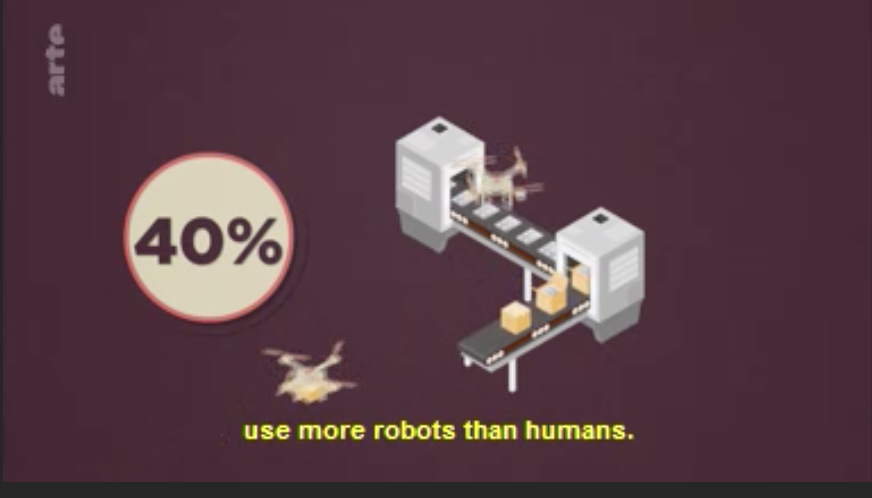 arte
40%
use more robots than humans.